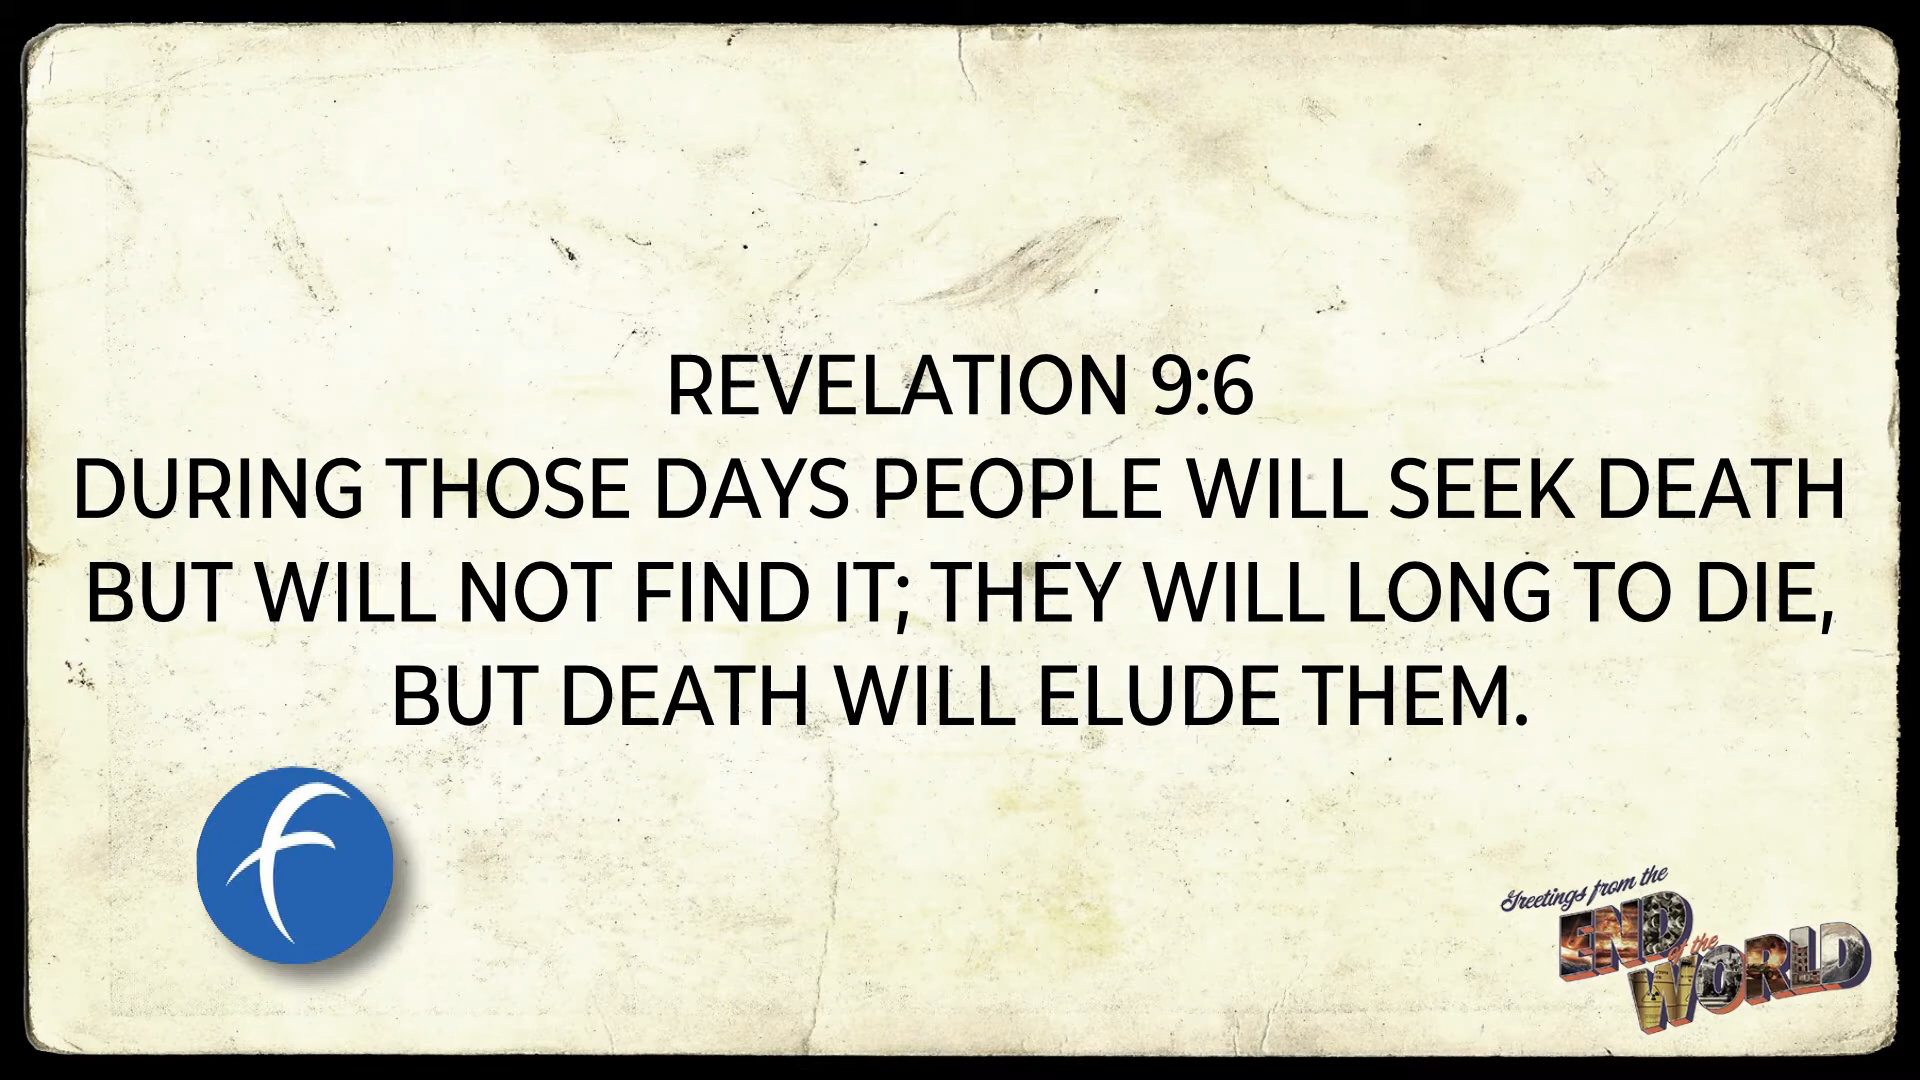 REVELATION 9:6
DURING THOSE DAYS PEOPLE WILL SEEK DEATH
BUT WILL NOT FIND IT; THEY WILL LONG TO DIE,
BUT DEATH WILL ELUDE THEM.
f
Greetings from the
END
of the
WORLD